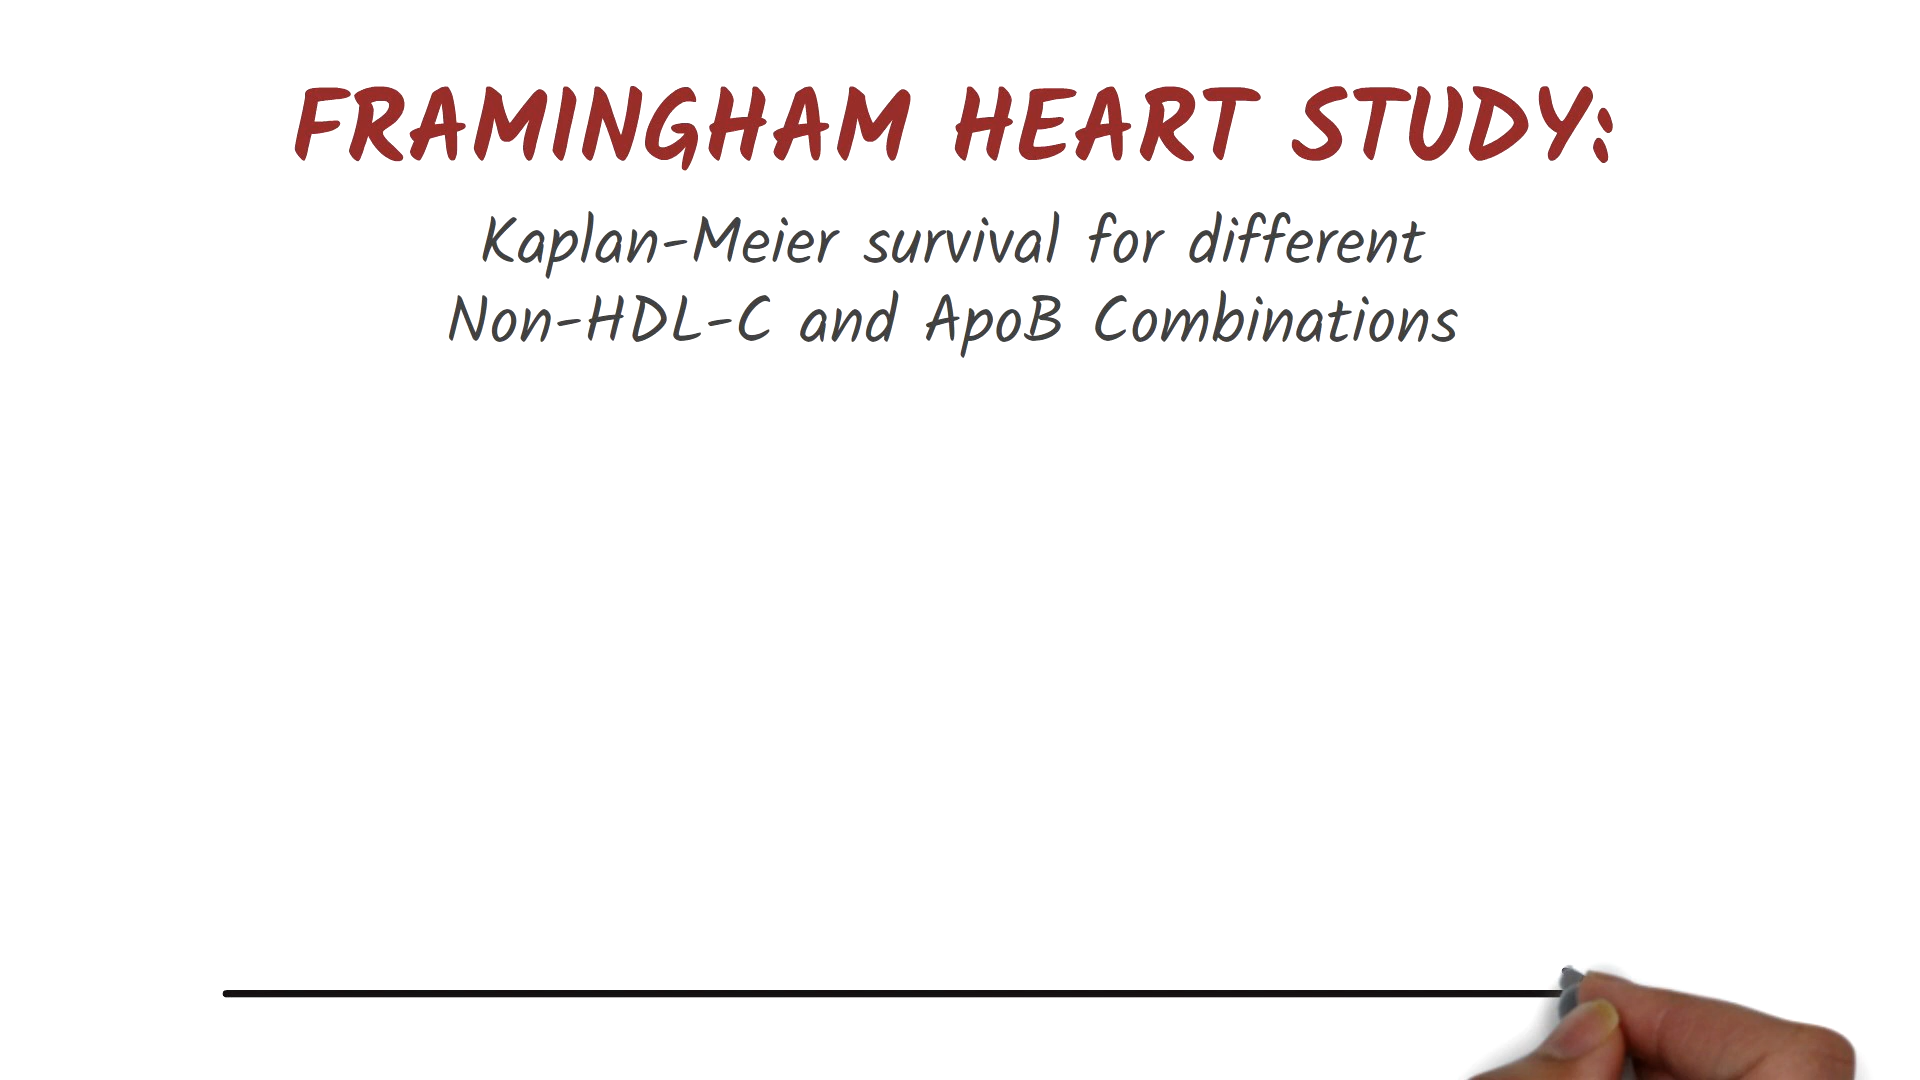 FRAMINGHAM HEART STUDY:
Kaplan-Meier survival for different
Non-HDL-C and ApoB Combinations